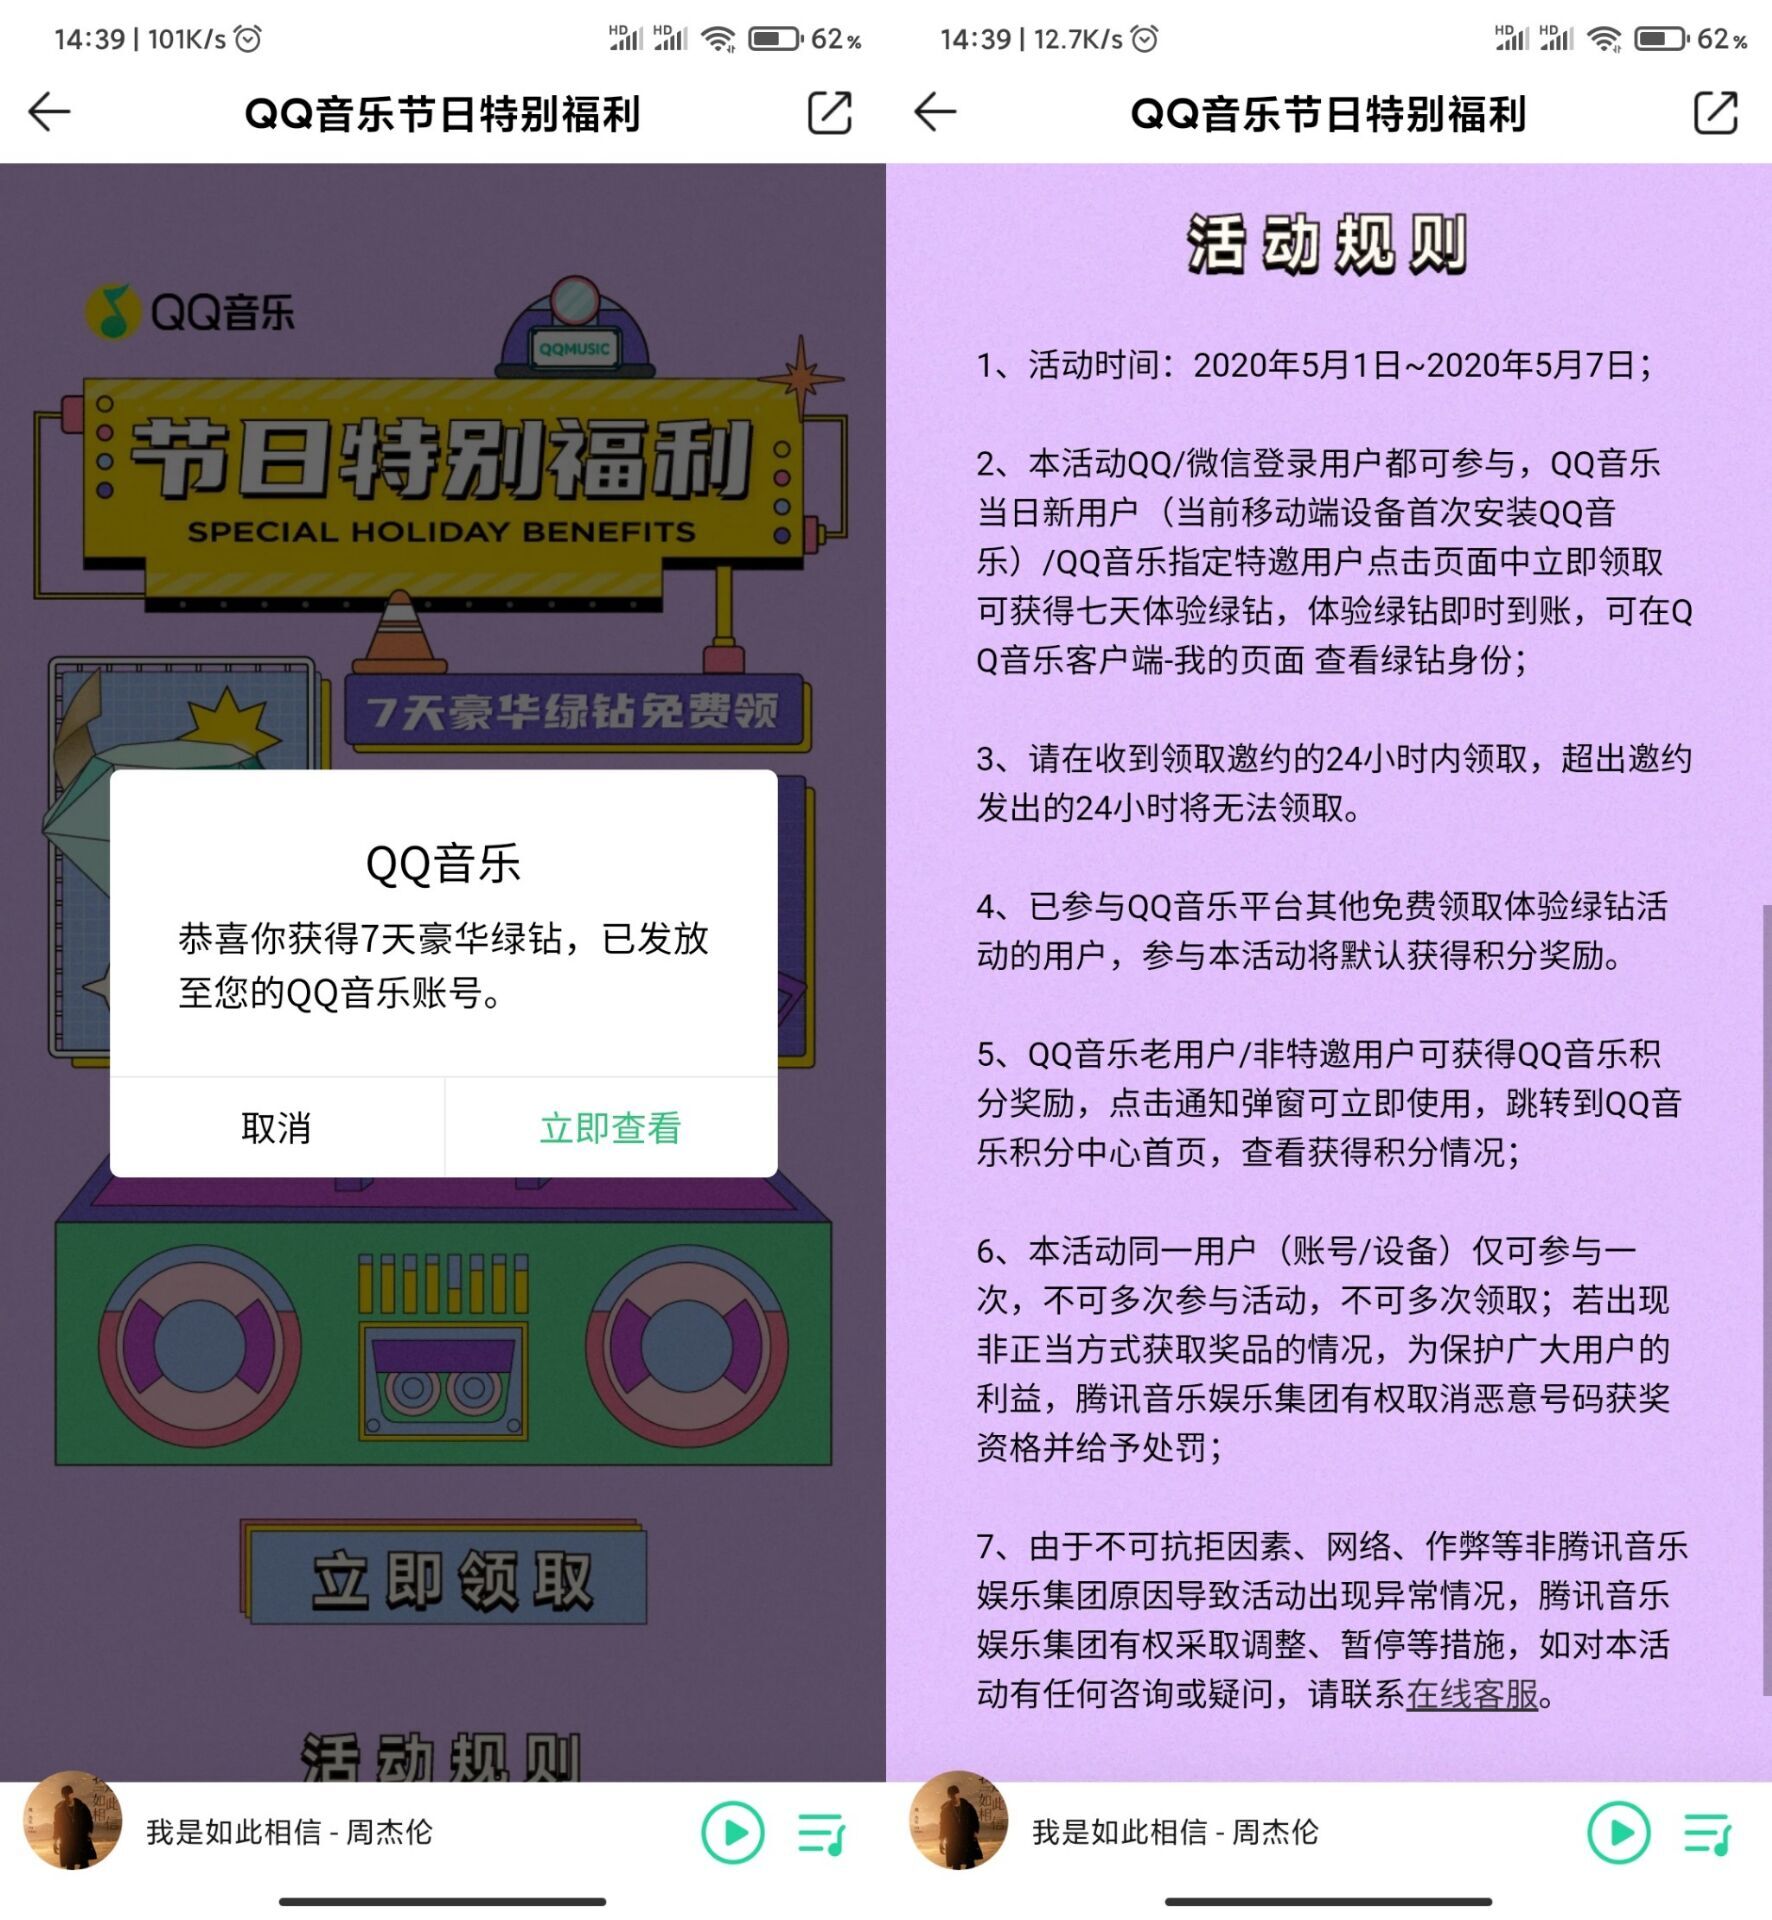 14:39 | 101K/s
HD HD 62%
QQ音乐节日特别福利
QQ音乐
QQMUSIC
节日特别福利
SPECIAL HOLIDAY BENEFITS
7天豪华绿钻免费领
QQ音乐
恭喜你获得7天豪华绿钻，已发放
至您的QQ音乐账号。
取消
立即查看
立即领取
活动规则
我是如此相信 - 周杰伦
14:39 | 12.7K/s
HD HD 62%
QQ音乐节日特别福利
活动规则
1、活动时间：2020年5月1日~2020年5月7日；
2、本活动QQ/微信登录用户都可参与，QQ音乐
当日新用户（当前移动端设备首次安装QQ音
乐）/QQ音乐指定特邀用户点击页面中立即领取
可获得七天体验绿钻，体验绿钻即时到账，可在Q
Q音乐客户端-我的页面 查看绿钻身份；
3、请在收到领取邀约的24小时内领取，超出邀约
发出的24小时将无法领取。
4、已参与QQ音乐平台其他免费领取体验绿钻活
动的用户，参与本活动将默认获得积分奖励。
5、QQ音乐老用户/非特邀用户可获得QQ音乐积
分奖励，点击通知弹窗可立即使用，跳转到QQ音
乐积分中心首页，查看获得积分情况；
6、本活动同一用户（账号/设备）仅可参与一
次，不可多次参与活动，不可多次领取；若出现
非正当方式获取奖品的情况，为保护广大用户的
利益，腾讯音乐娱乐集团有权取消恶意号码获奖
资格并给予处罚；
7、由于不可抗拒因素、网络、作弊等非腾讯音乐
娱乐集团原因导致活动出现异常情况，腾讯音乐
娱乐集团有权采取调整、暂停等措施，如对本活
动有任何咨询或疑问，请联系在线客服。
我是如此相信 - 周杰伦